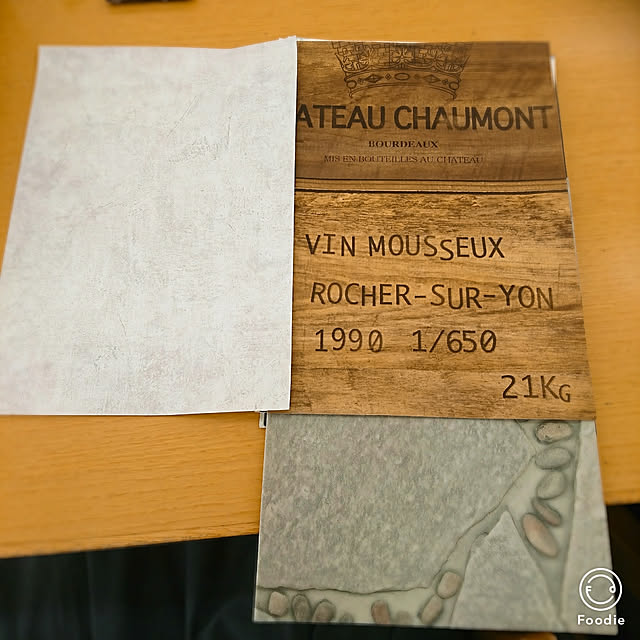 ATEAU CHAUMONT
BOURDEAUX
MIS EN BOUTEILLES AU CHATEAU
VIN MOUSSEUX
ROCHER-SUR-YON
1990 1/650
21KG
Foodie